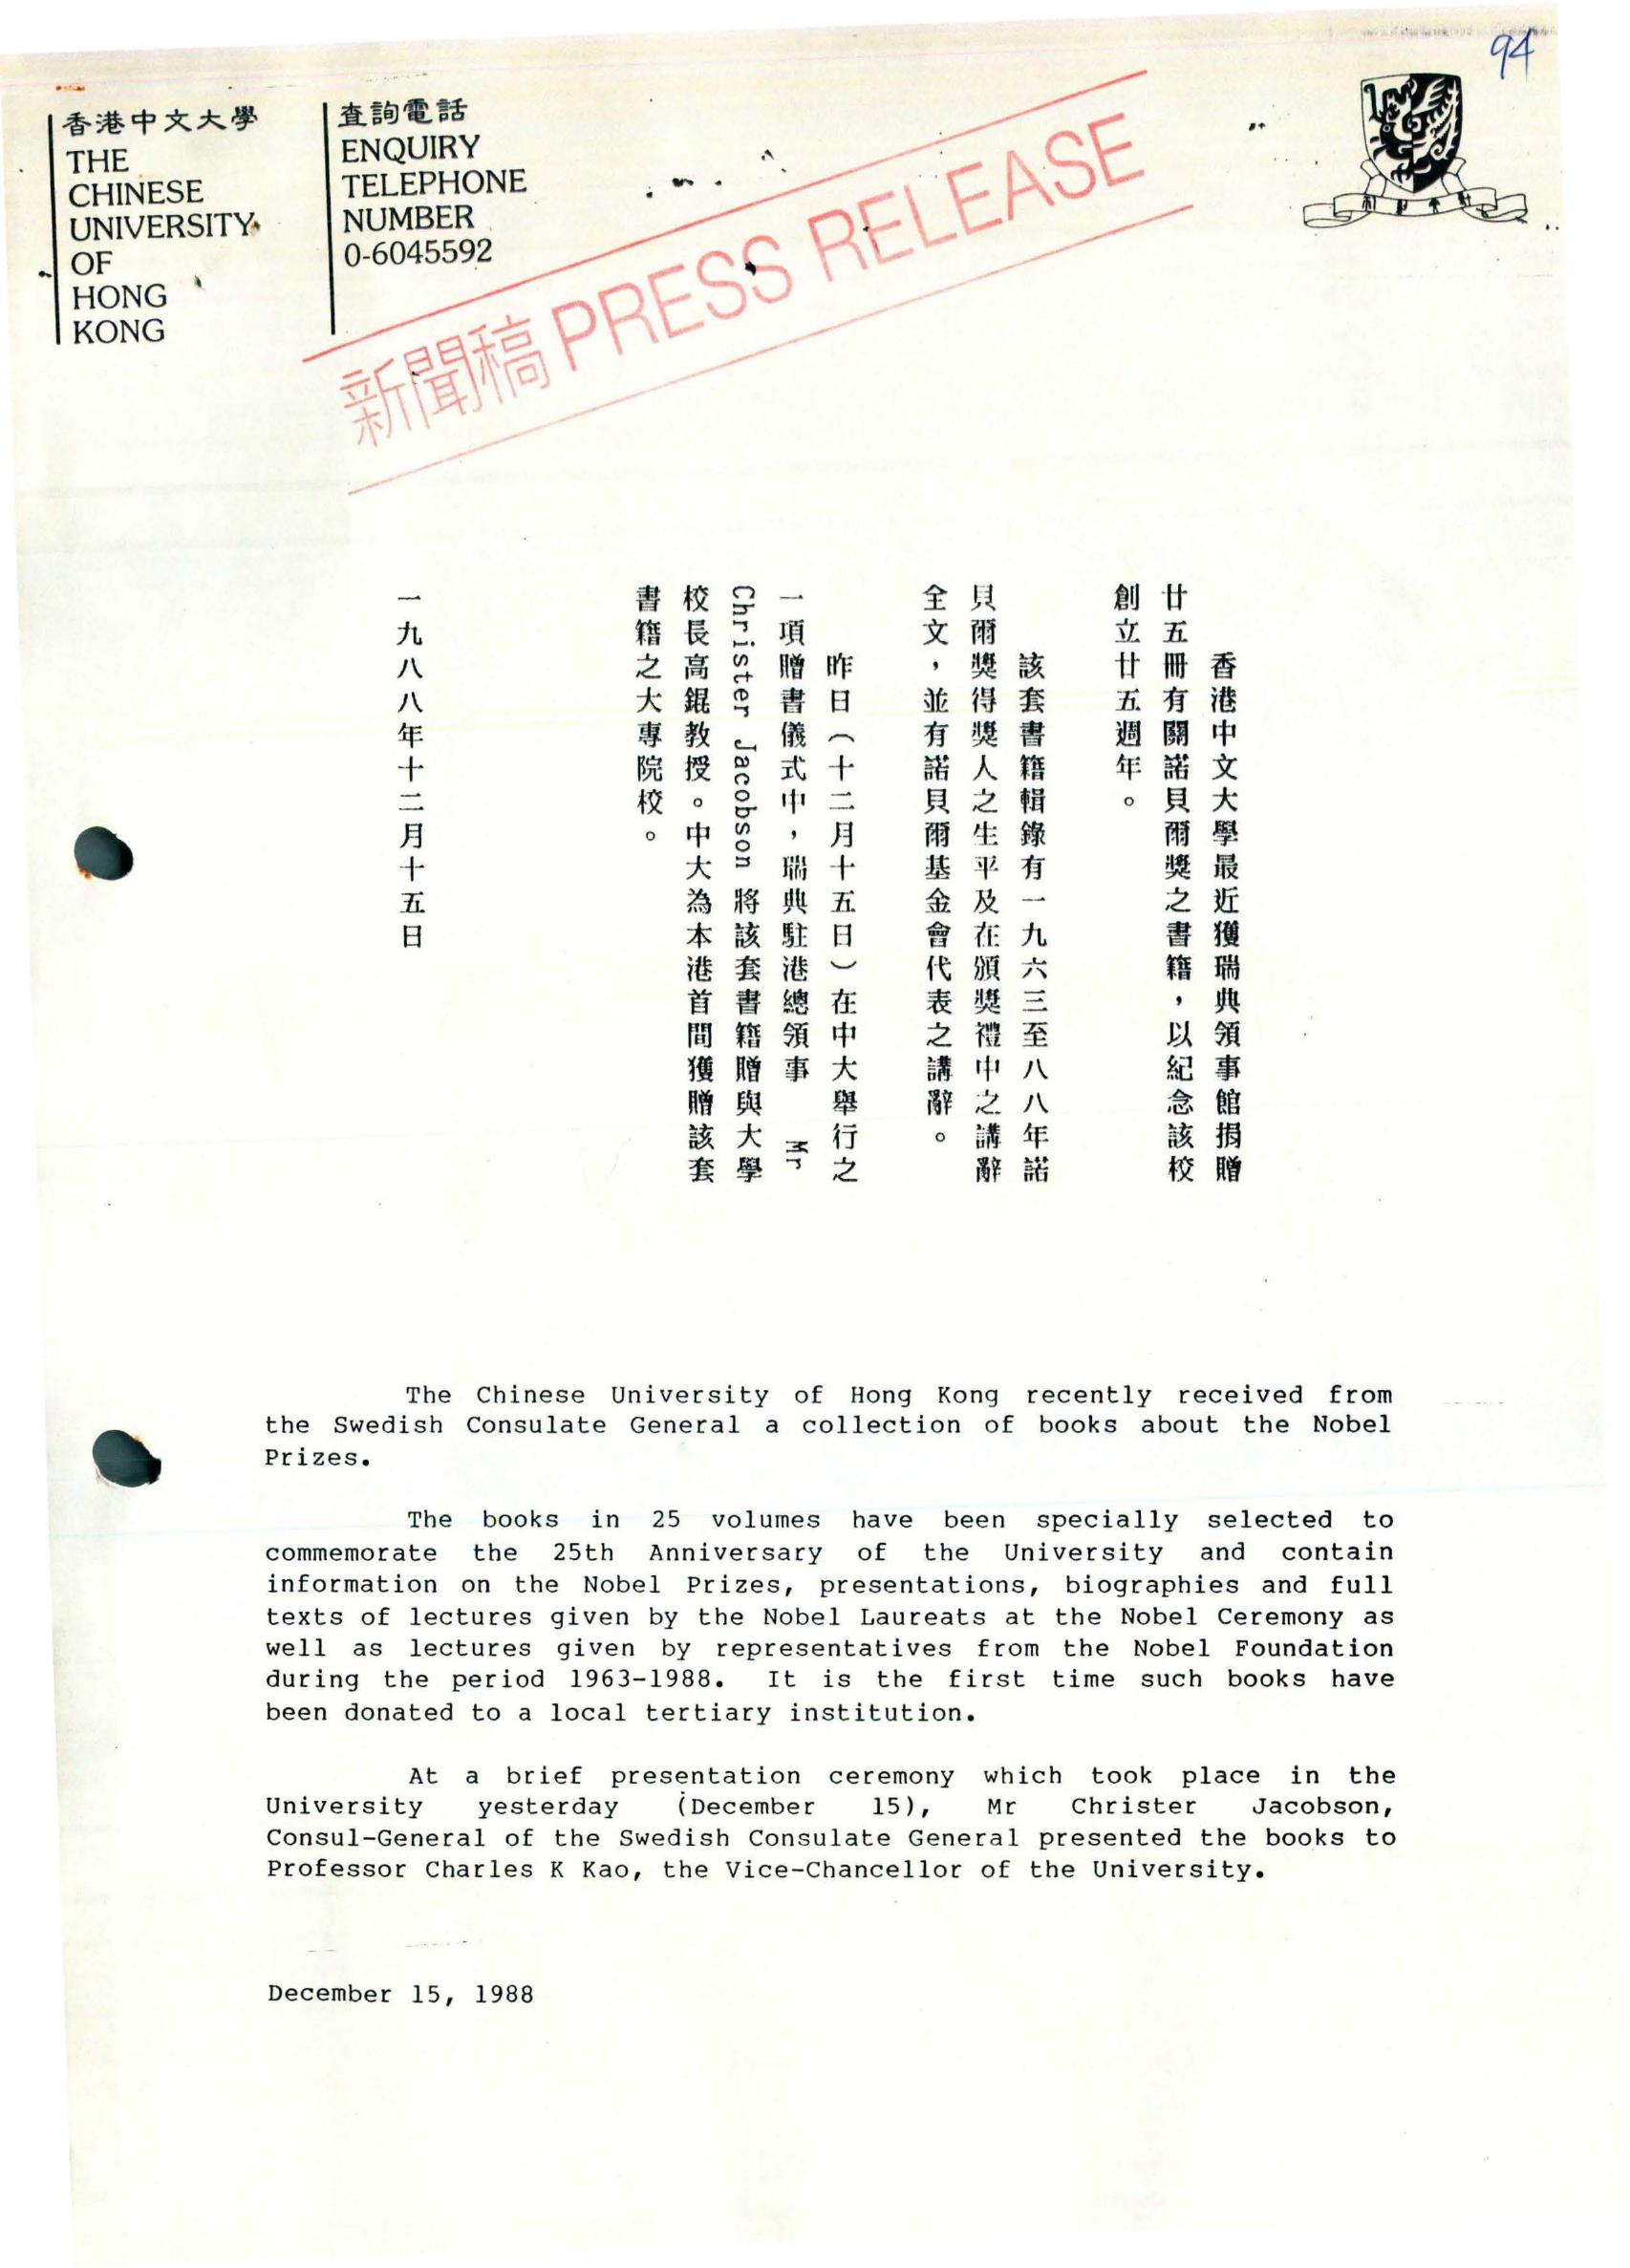 94
香港中文大學
THE
CHINESE
UNIVERSITY
OF
HONG
KONG
查詢電話
ENQUIRY
TELEPHONE
NUMBER
0-6045592
新聞稿 PRESS RELEASE
香港中文大學最近獲瑞典領事館捐贈
廿五冊有關諾貝爾獎之書籍，以紀念該校
創立廿五週年。
該套書籍輯錄有一九六三至八八年諾
貝爾獎得獎人之生平及在頒獎禮中之講辭
全文，並有諾貝爾基金會代表之講辭。
昨日（十二月十五日）在中大舉行之
一項贈書儀式中，瑞典駐港總領事 Mr
Christer Jacobson 將該套書籍贈與大學
校長高錕教授。中大為本港首間獲贈該套
書籍之大專院校。
一九八八年十二月十五日
The Chinese University of Hong Kong recently received from
the Swedish Consulate General a collection of books about the Nobel
Prizes.
The books in 25 volumes have been specially selected to
commemorate the 25th Anniversary of the University and contain
information on the Nobel Prizes, presentations, biographies and full
texts of lectures given by the Nobel Laureats at the Nobel Ceremony as
well as lectures given by representatives from the Nobel Foundation
during the period 1963-1988. It is the first time such books have
been donated to a local tertiary institution.
At a brief presentation ceremony which took place in the
University yesterday (December 15), Mr Christer Jacobson,
Consul-General of the Swedish Consulate General presented the books to
Professor Charles K Kao, the Vice-Chancellor of the University.
December 15, 1988